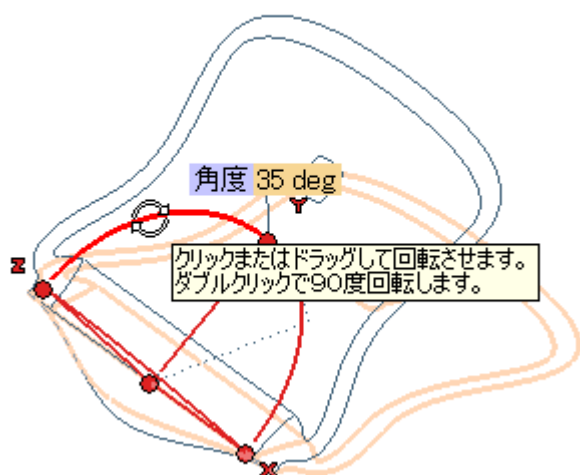 角度 35 deg
Y
クリックまたはドラッグして回転させます。
ダブルクリックで90度回転します。
Z
X